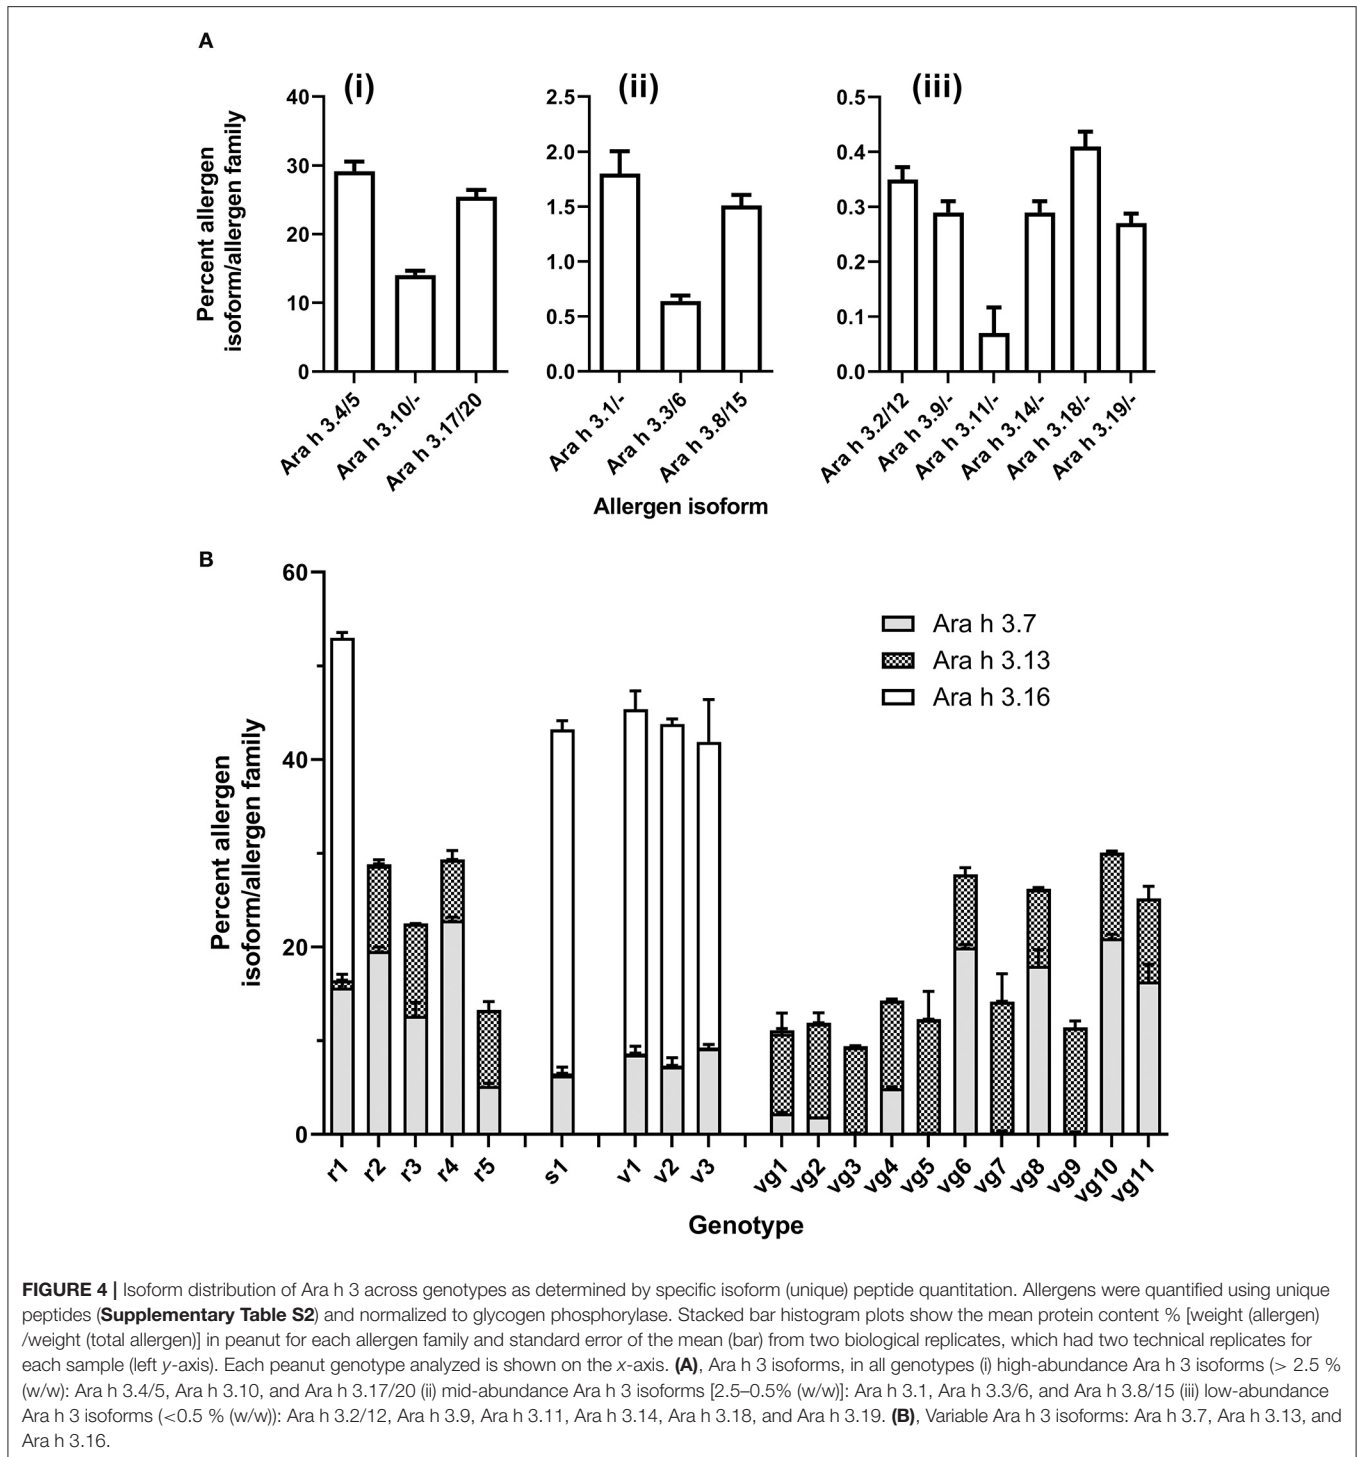 A
(i)
(ii)
(iii)
Percent allergen
isoform/allergen family
40
30
20
10
0
2.5
2.0
1.5
1.0
0.5
0.0
0.5
0.4
0.3
0.2
0.1
0.0
Ara h 3.4/5
Ara h 3.10/-
Ara h 3.17/20
Ara h 3.1/-
Ara h 3.3/6
Ara h 3.8/15
Ara h 3.2/12
Ara h 3.9/-
Ara h 3.11/-
Ara h 3.14/-
Ara h 3.18/-
Ara h 3.19/-
Allergen isoform
B
Percent allergen
isoform/allergen family
60
40
20
0
Ara h 3.7
Ara h 3.13
Ara h 3.16
r1
r2
r3
r4
r5
s1
v1
v2
v3
vg1
vg2
vg3
vg4
vg5
vg6
vg7
vg8
vg9
vg10
vg11
Genotype
FIGURE 4 | Isoform distribution of Ara h 3 across genotypes as determined by specific isoform (unique) peptide quantitation. Allergens were quantified using unique
peptides (Supplementary Table S2) and normalized to glycogen phosphorylase. Stacked bar histogram plots show the mean protein content % [weight (allergen)
/weight (total allergen)] in peanut for each allergen family and standard error of the mean (bar) from two biological replicates, which had two technical replicates for
each sample (left y-axis). Each peanut genotype analyzed is shown on the x-axis. (A), Ara h 3 isoforms, in all genotypes (i) high-abundance Ara h 3 isoforms (> 2.5 %
(w/w): Ara h 3.4/5, Ara h 3.10, and Ara h 3.17/20 (ii) mid-abundance Ara h 3 isoforms [2.5–0.5% (w/w)]: Ara h 3.1, Ara h 3.3/6, and Ara h 3.8/15 (iii) low-abundance
Ara h 3 isoforms (<0.5 % (w/w)): Ara h 3.2/12, Ara h 3.9, Ara h 3.11, Ara h 3.14, Ara h 3.18, and Ara h 3.19. (B), Variable Ara h 3 isoforms: Ara h 3.7, Ara h 3.13, and
Ara h 3.16.